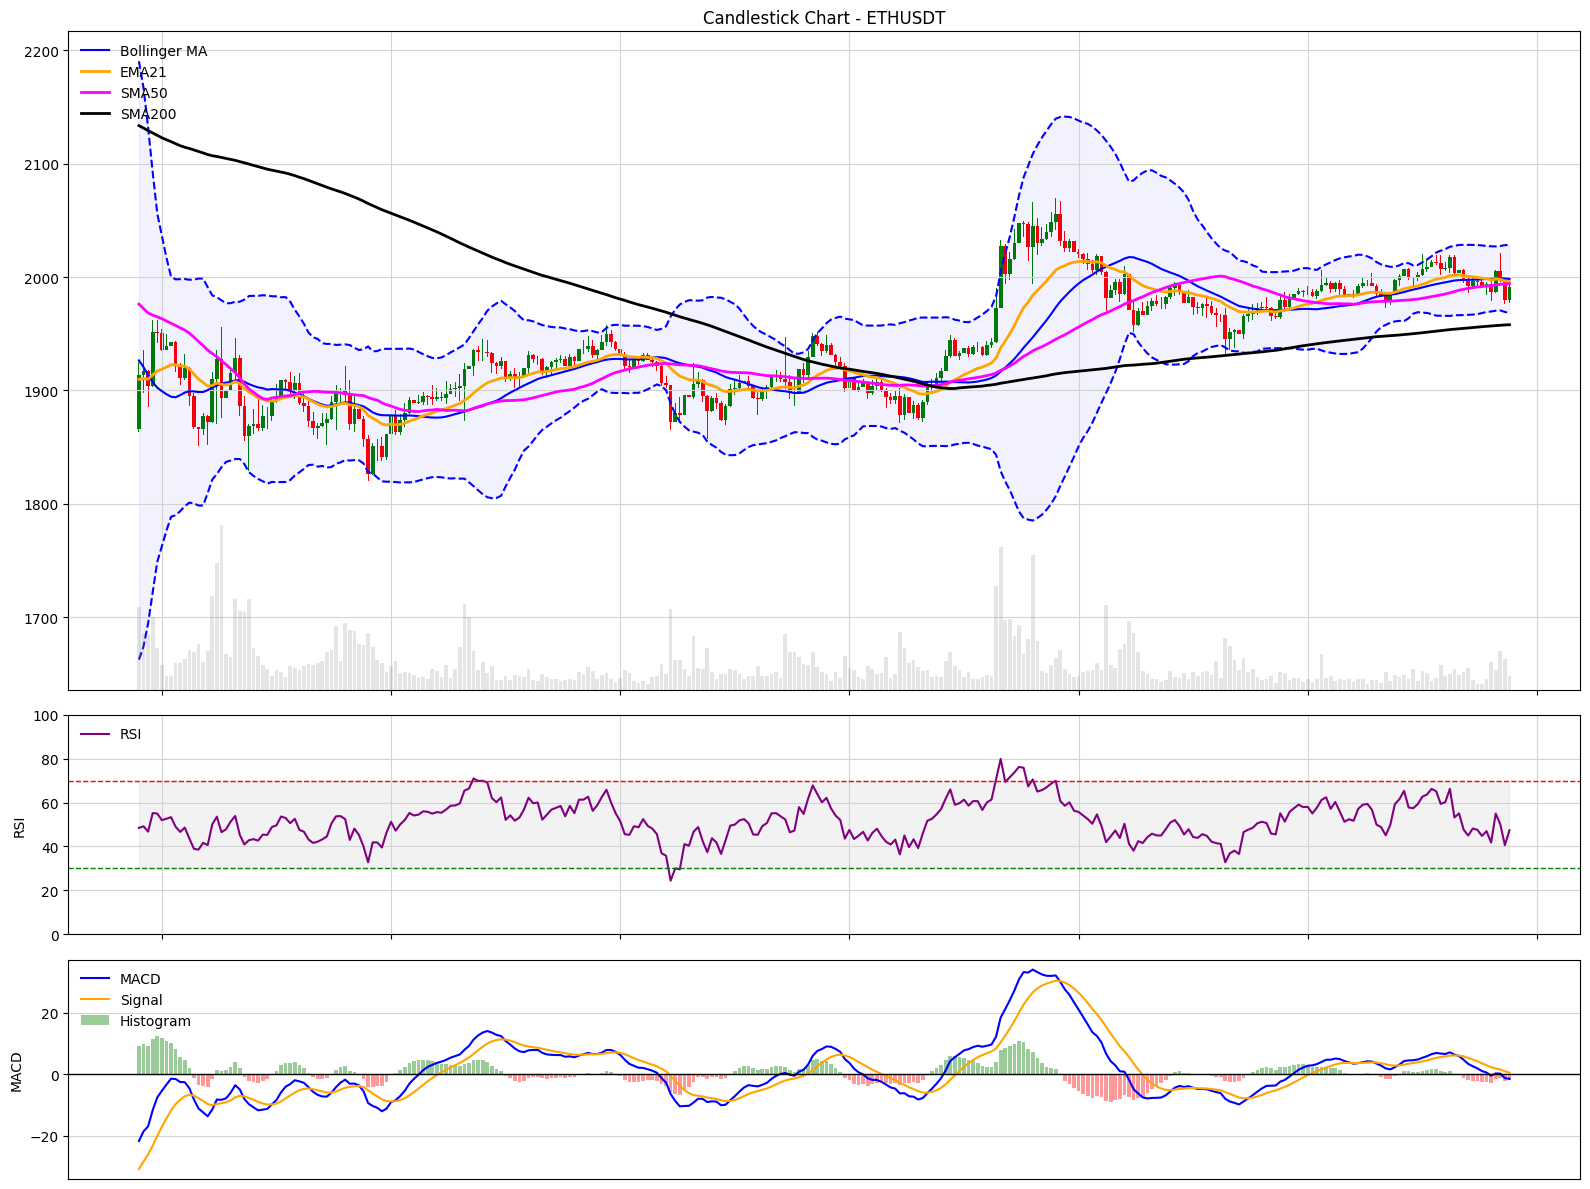 Candlestick Chart - ETHUSDT
Bollinger MA
EMA21
SMA50
SMA200
2200
2100
2000
1900
1800
1700
RSI
100
80
60
40
20
0
RSI
MACD
Signal
Histogram
20
0
−20
MACD